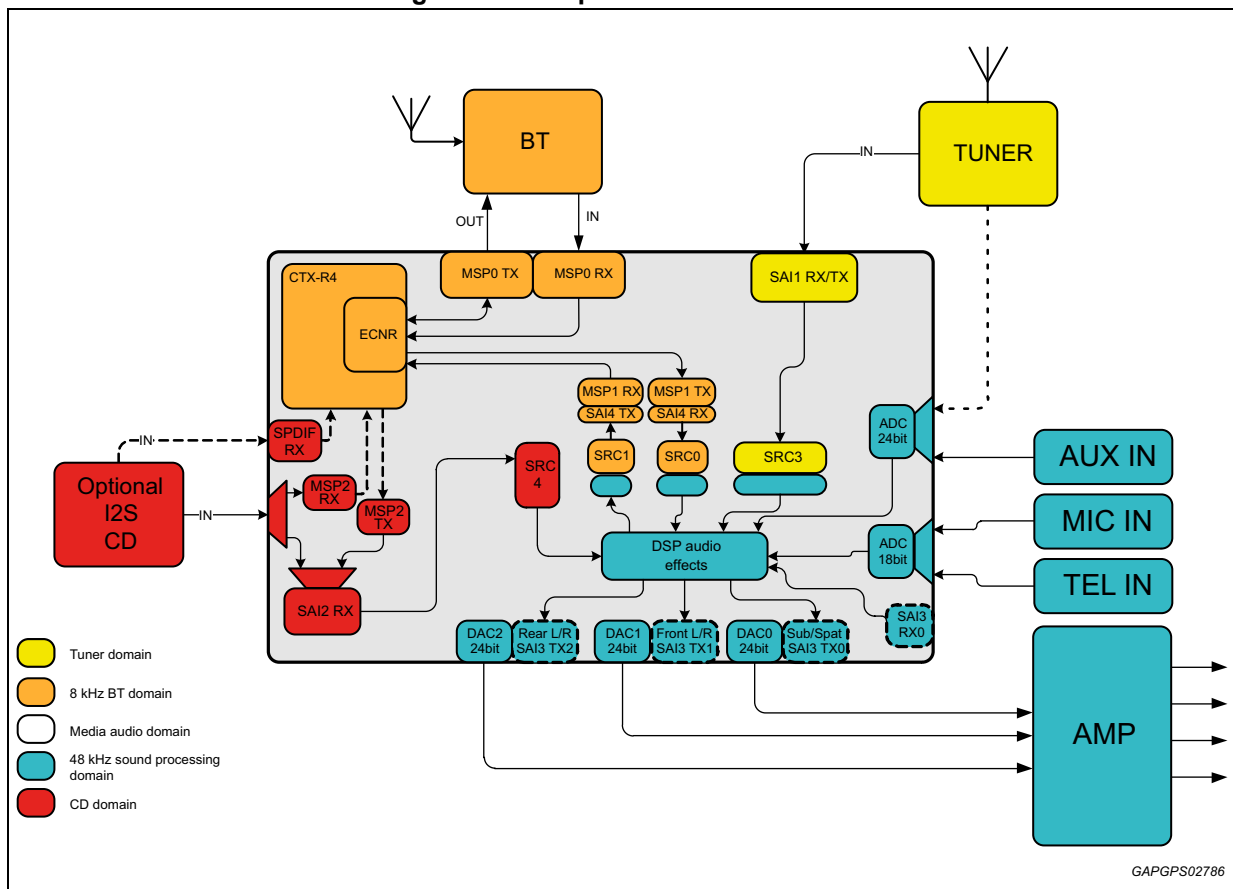 BT
TUNER
IN
OUT
IN
CTX-R4
MSP0 TX
MSP0 RX
SAI1 RX/TX
ECNR
MSP1 RX
MSP1 TX
SAI4 TX
SAI4 RX
ADC
24bit
IN
SPDIF
RX
SRC1
SRC0
SRC3
AUX IN
Optional
I2S
CD
IN
MSP2
RX
MSP2
TX
SRC
4
MIC IN
DSP audio
effects
ADC
18bit
TEL IN
SAI2 RX
SAI3
RX0
DAC2
24bit
Rear L/R
SAI3 TX2
DAC1
24bit
Front L/R
SAI3 TX1
DAC0
24bit
Sub/Spat
SAI3 TX0
AMP
Tuner domain
8 kHz BT domain
Media audio domain
48 kHz sound processing
domain
CD domain
GAPGPS02786